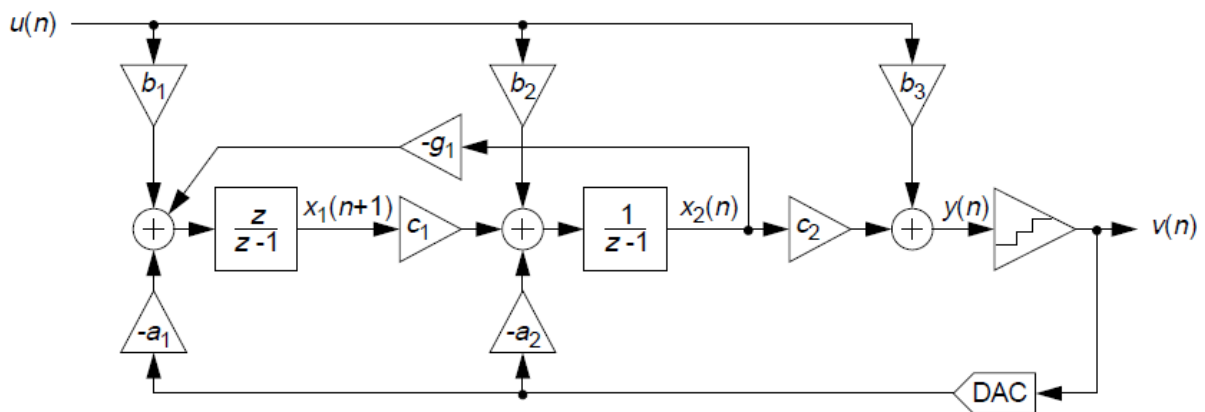 u(n)
b₁
b₂
b₃
-g₁
z
z-1
x₁(n+1)
c₁
1
z-1
x₂(n)
c₂
y(n)
v(n)
-a₁
-a₂
DAC